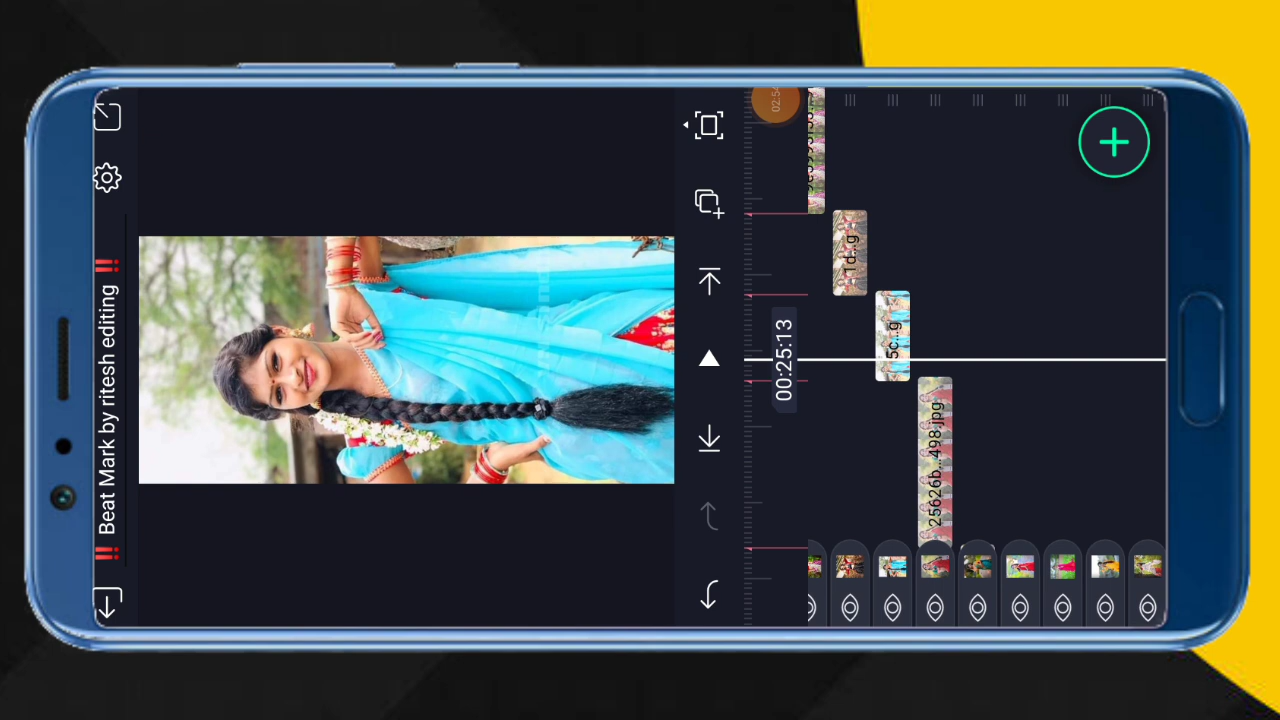 ‼ Beat Mark by ritesh editing ‼
00:25:13
1d.g
5c.g
25626b...498.jpg